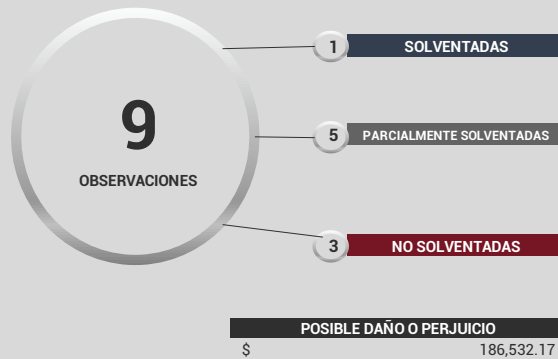 9
OBSERVACIONES
1 SOLVENTADAS
5 PARCIALMENTE SOLVENTADAS
3 NO SOLVENTADAS
POSIBLE DAÑO O PERJUICIO
$ 186,532.17